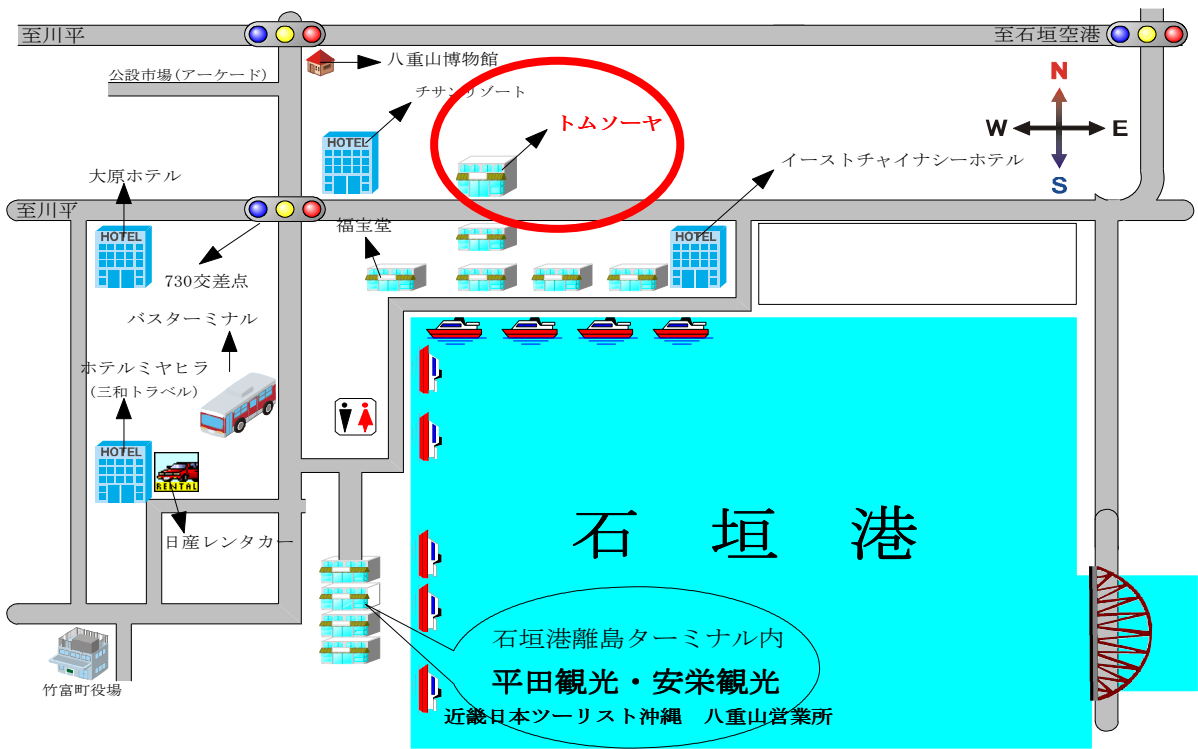 至川平
至石垣空港
八重山博物館
公設市場(アーケード)
チサンリゾート
トムソーヤ
N
W
E
S
HOTEL
イーストチャイナシーホテル
大原ホテル
至川平
福宝堂
HOTEL
HOTEL
730交差点
バスターミナル
ホテルミヤヒラ
(三和トラベル)
HOTEL
RENTAL
日産レンタカー
石垣港
石垣港離島ターミナル内
平田観光・安栄観光
近畿日本ツーリスト沖縄 八重山営業所
竹富町役場